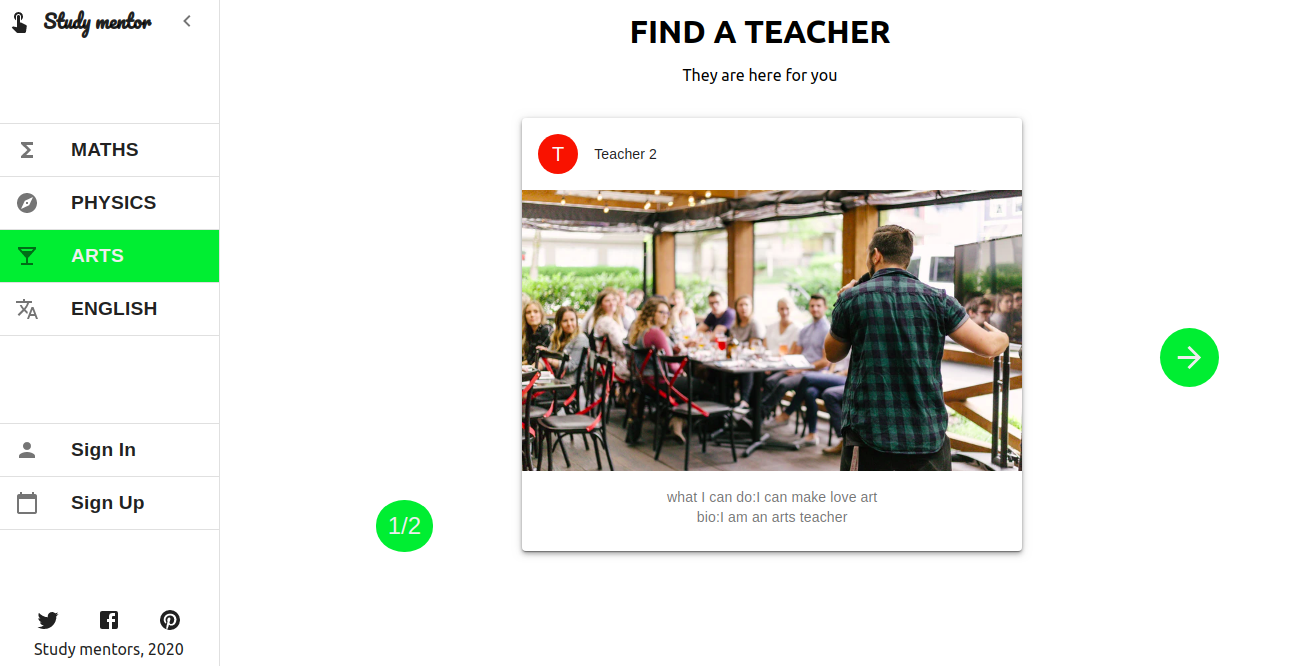 Study mentor
MATHS
PHYSICS
ARTS
ENGLISH
Sign In
Sign Up
Study mentors, 2020
FIND A TEACHER
They are here for you
T
Teacher 2
what I can do:I can make love art
bio:I am an arts teacher
1/2